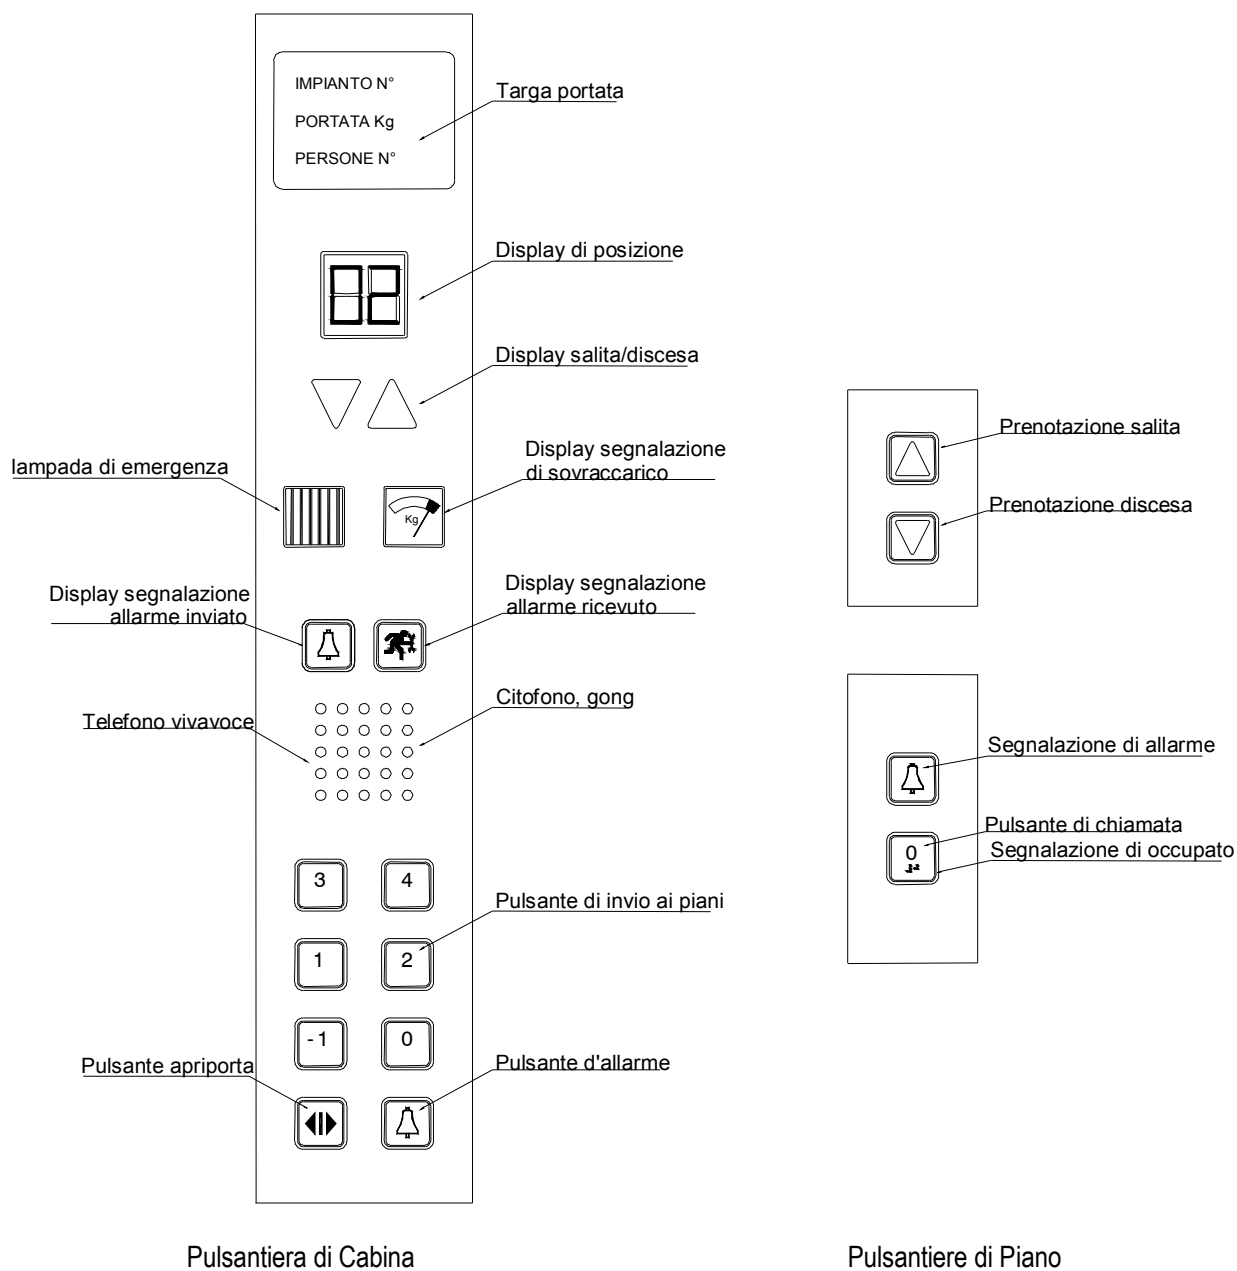 IMPIANTO N°
PORTATA Kg
PERSONE N°
Targa portata
Display di posizione
Display salita/discesa
lampada di emergenza
Display segnalazione
di sovraccarico
Kg
Display segnalazione
allarme inviato
Display segnalazione
allarme ricevuto
Telefono vivavoce
Citofono, gong
3
4
Pulsante di invio ai piani
1
2
-1
0
Pulsante apriporta
Pulsante d'allarme
Pulsantiera di Cabina
Prenotazione salita
Prenotazione discesa
Segnalazione di allarme
Pulsante di chiamata
0
Segnalazione di occupato
Pulsantiere di Piano